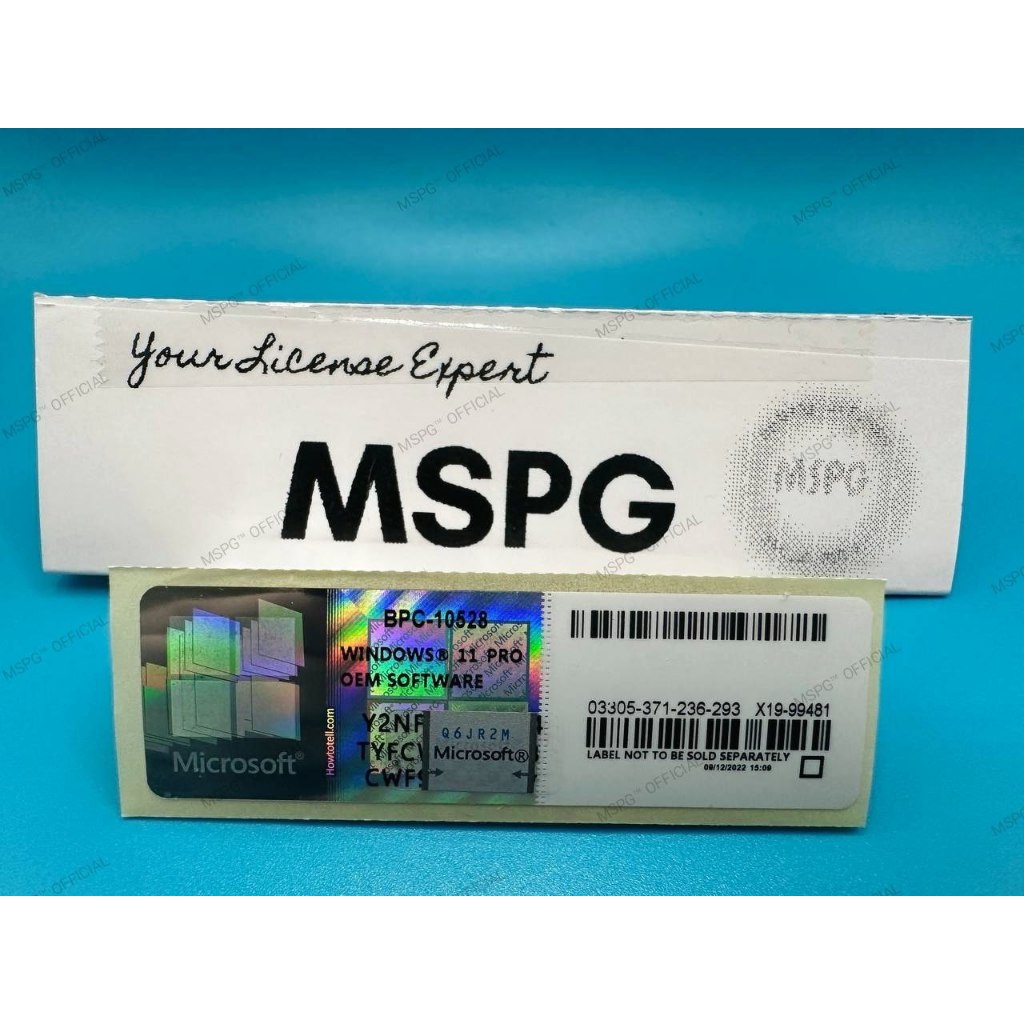 Your License Expert
MSPG
MSPG
BPC-10528
WINDOWS® 11 PRO
OEM SOFTWARE
Q6JR2M
Microsoft®
Microsoft®
Howtotell.com
03305-371-236-293 X19-99481
LABEL NOT TO BE SOLD SEPARATELY
09/12/2022 15:09
MSPG™ OFFICIAL